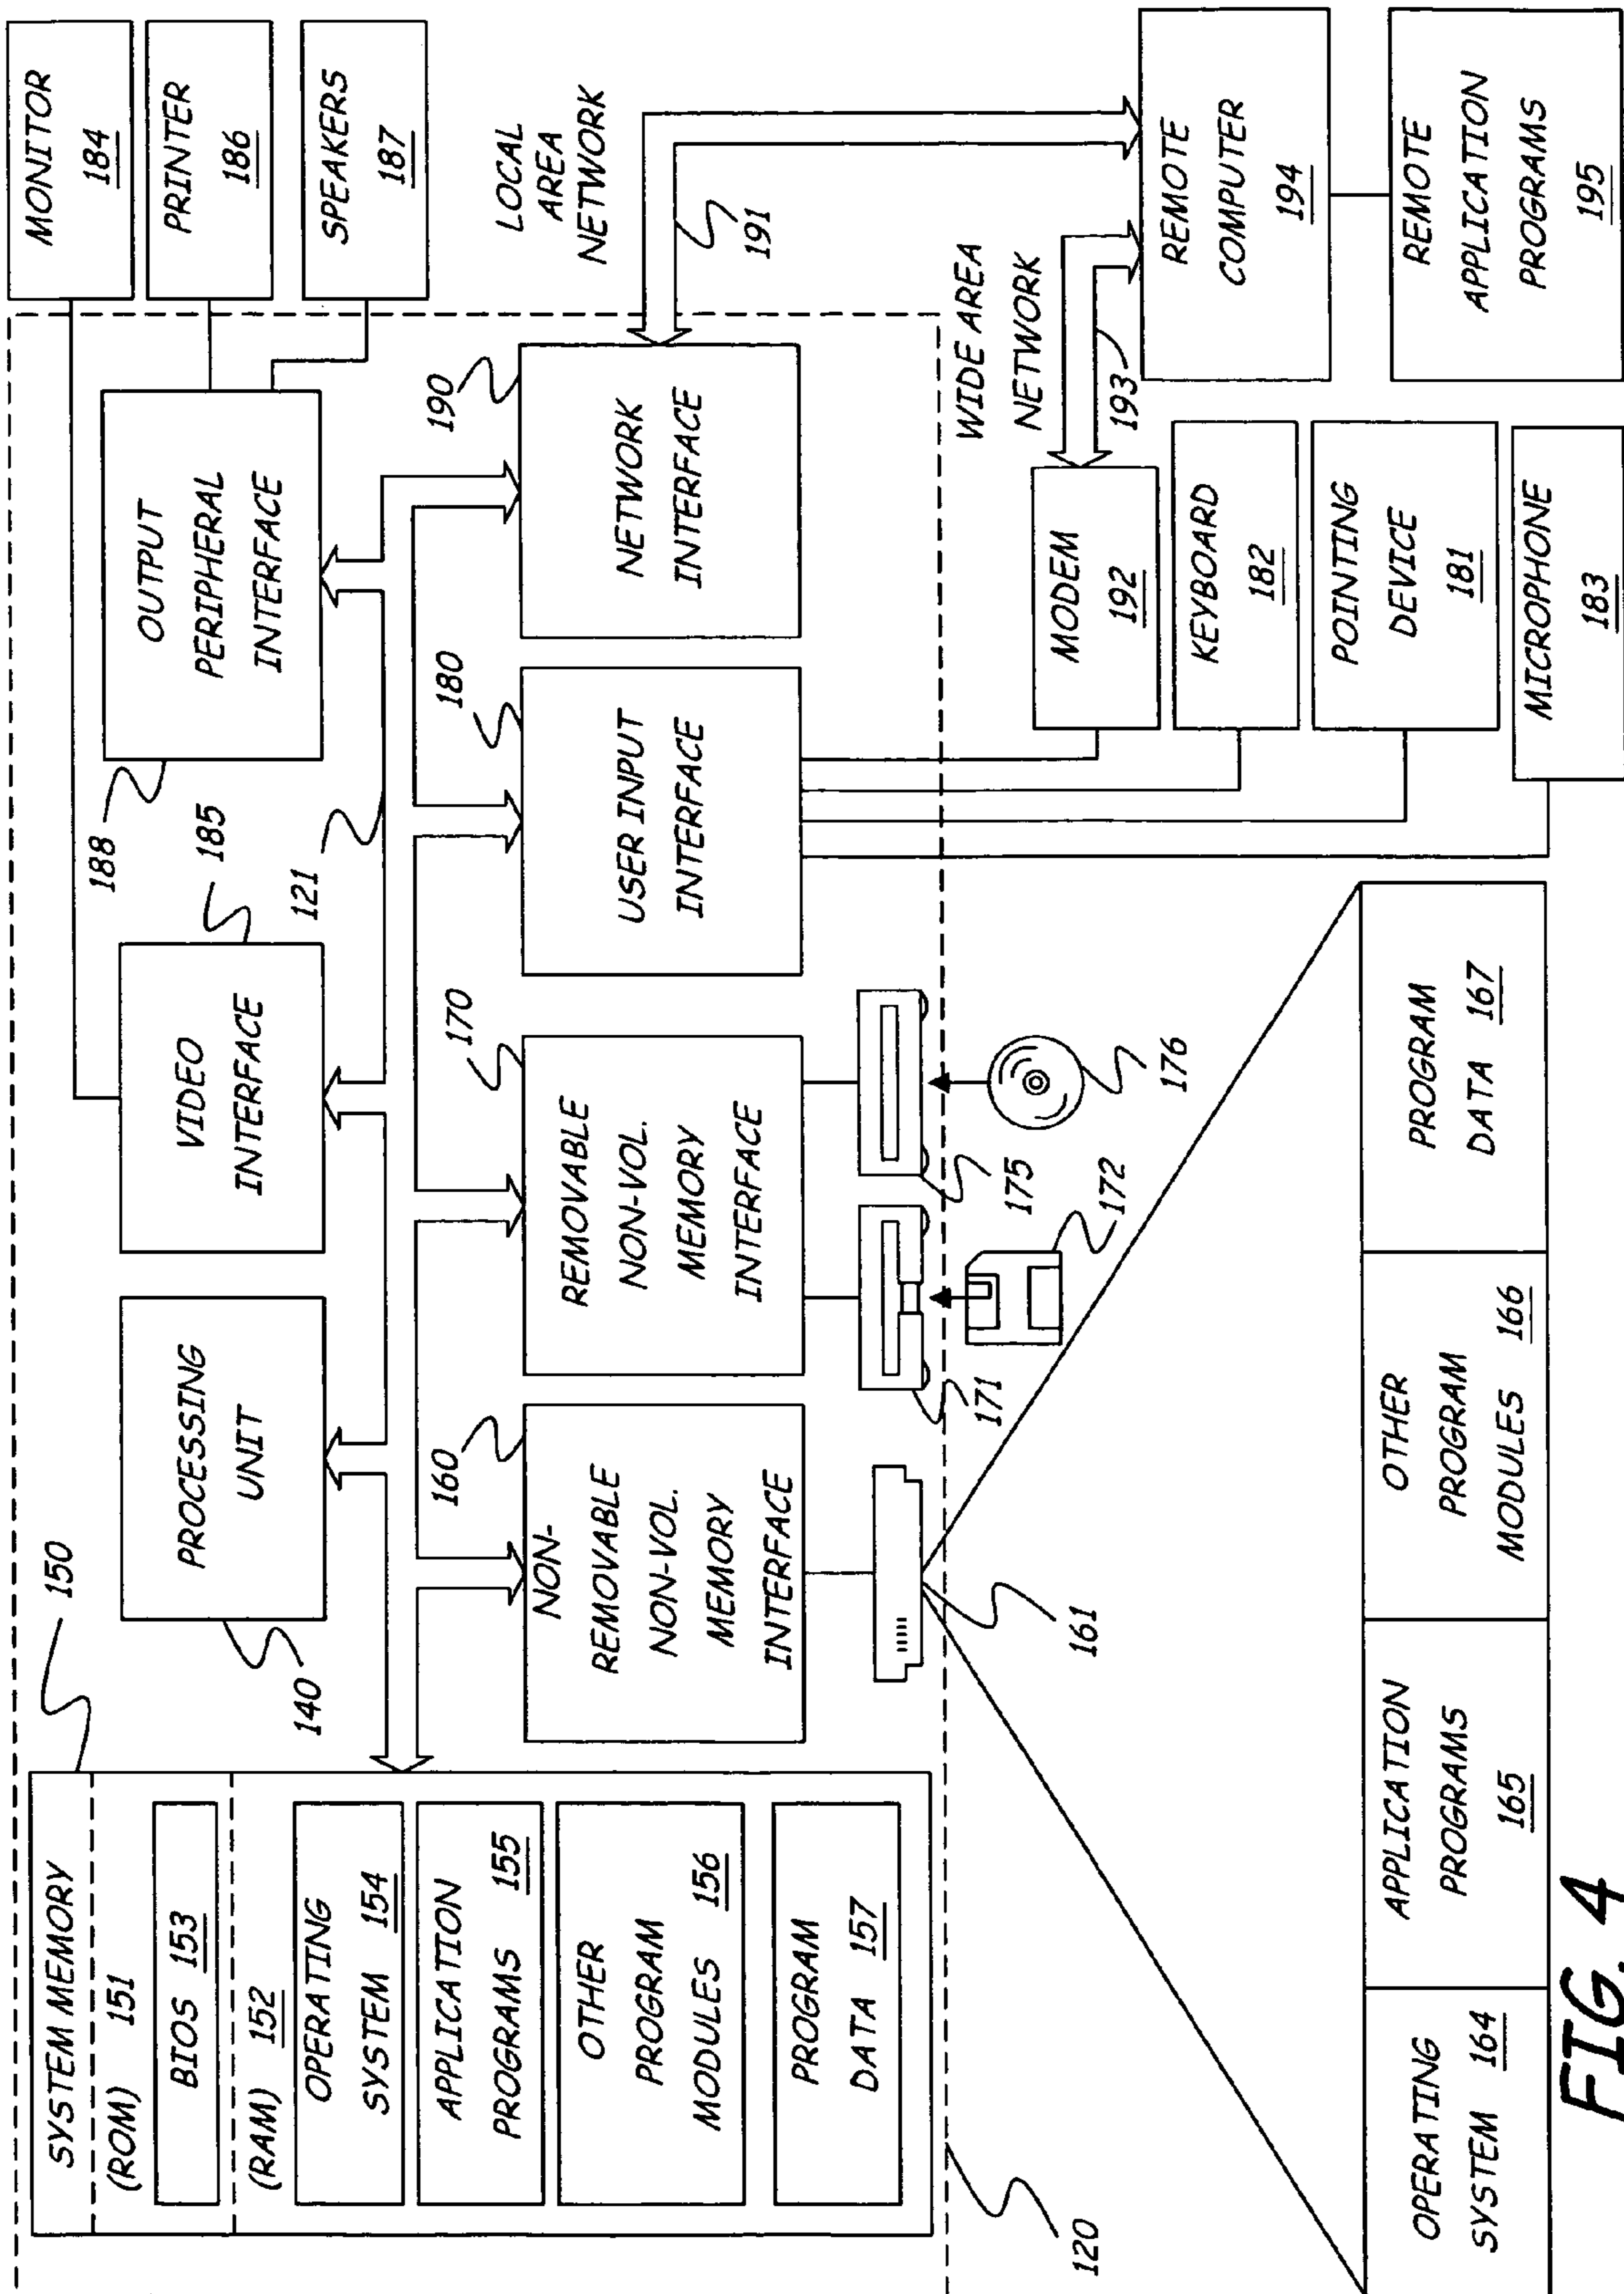 SYSTEM MEMORY
(ROM) 151
BIOS 153
(RAM) 152
OPERATING
SYSTEM 154
APPLICATION
PROGRAMS 155
OTHER
PROGRAM
MODULES 156
PROGRAM
DATA 157
150
140
PROCESSING
UNIT
VIDEO
INTERFACE
185
188
121
OUTPUT
PERIPHERAL
INTERFACE
MONITOR
184
PRINTER
186
SPEAKERS
187
160
NON-
REMOVABLE
NON-VOL.
MEMORY
INTERFACE
170
REMOVABLE
NON-VOL.
MEMORY
INTERFACE
180
USER INPUT
INTERFACE
190
NETWORK
INTERFACE
LOCAL
AREA
NETWORK
191
120
161
171
175
172
176
WIDE AREA
NETWORK
193
MODEM
192
KEYBOARD
182
POINTING
DEVICE
181
MICROPHONE
183
REMOTE
COMPUTER
194
REMOTE
APPLICATION
PROGRAMS
195
OPERATING
SYSTEM 164
APPLICATION
PROGRAMS
165
OTHER
PROGRAM
MODULES 166
PROGRAM
DATA 167
FIG. 4